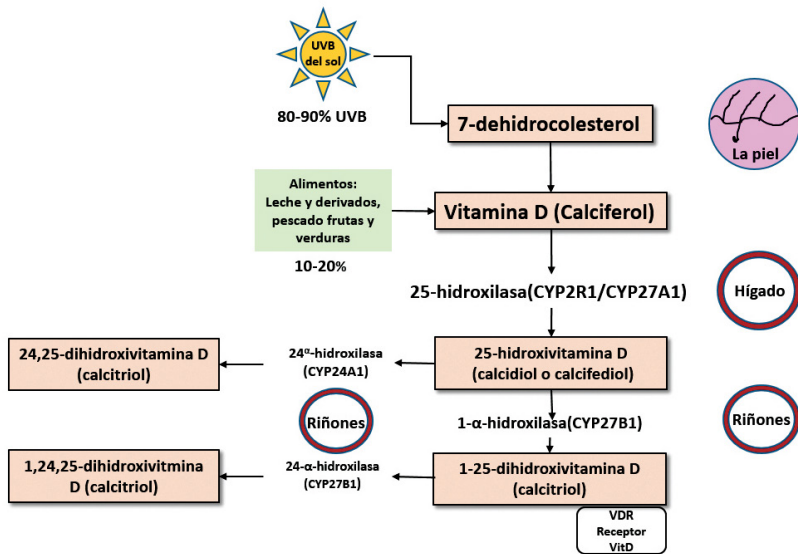 UVB
del sol
80-90% UVB
7-dehidrocolesterol
La piel
Alimentos:
Leche y derivados,
pescado frutas y
verduras
10-20%
Vitamina D (Calciferol)
25-hidroxilasa(CYP2R1/CYP27A1)
Hígado
24,25-dihidroxivitamina D
(calcitriol)
24ª-hidroxilasa
(CYP24A1)
25-hidroxivitamina D
(calcidiol o calcifediol)
Riñones
1-α-hidroxilasa(CYP27B1)
Riñones
1,24,25-dihidroxivitmina
D (calcitriol)
24-α-hidroxilasa
(CYP27B1)
1-25-dihidroxivitamina D
(calcitriol)
VDR
Receptor
VitD